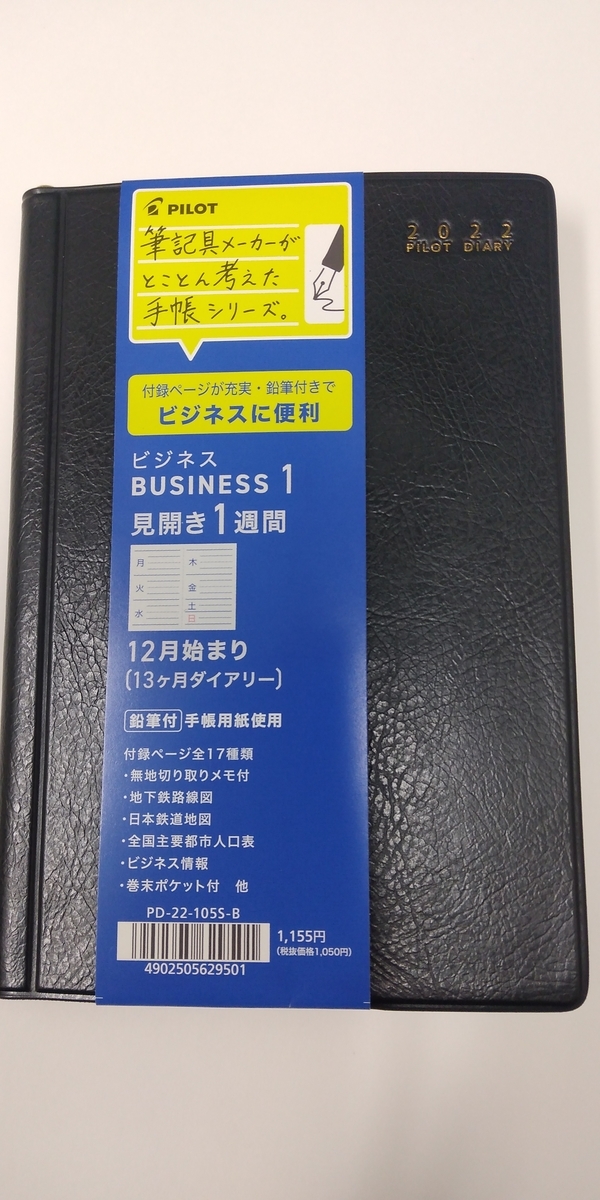 2022
PILOT DIARY
PILOT
筆記具メーカーが
とことん考えた
手帳シリーズ。
付録ページが充実・鉛筆付きで
ビジネスに便利
ビジネス
BUSINESS 1
見開き1週間
月 木
火 金
水 土
日
12月始まり
(13ヶ月ダイアリー)
鉛筆付 手帳用紙使用
付録ページ全17種類
・無地切り取りメモ付
・地下鉄路線図
・日本鉄道地図
・全国主要都市人口表
・ビジネス情報
・巻末ポケット付 他
PD-22-105S-B
1,155円
(税抜価格1,050円)
4902505629501